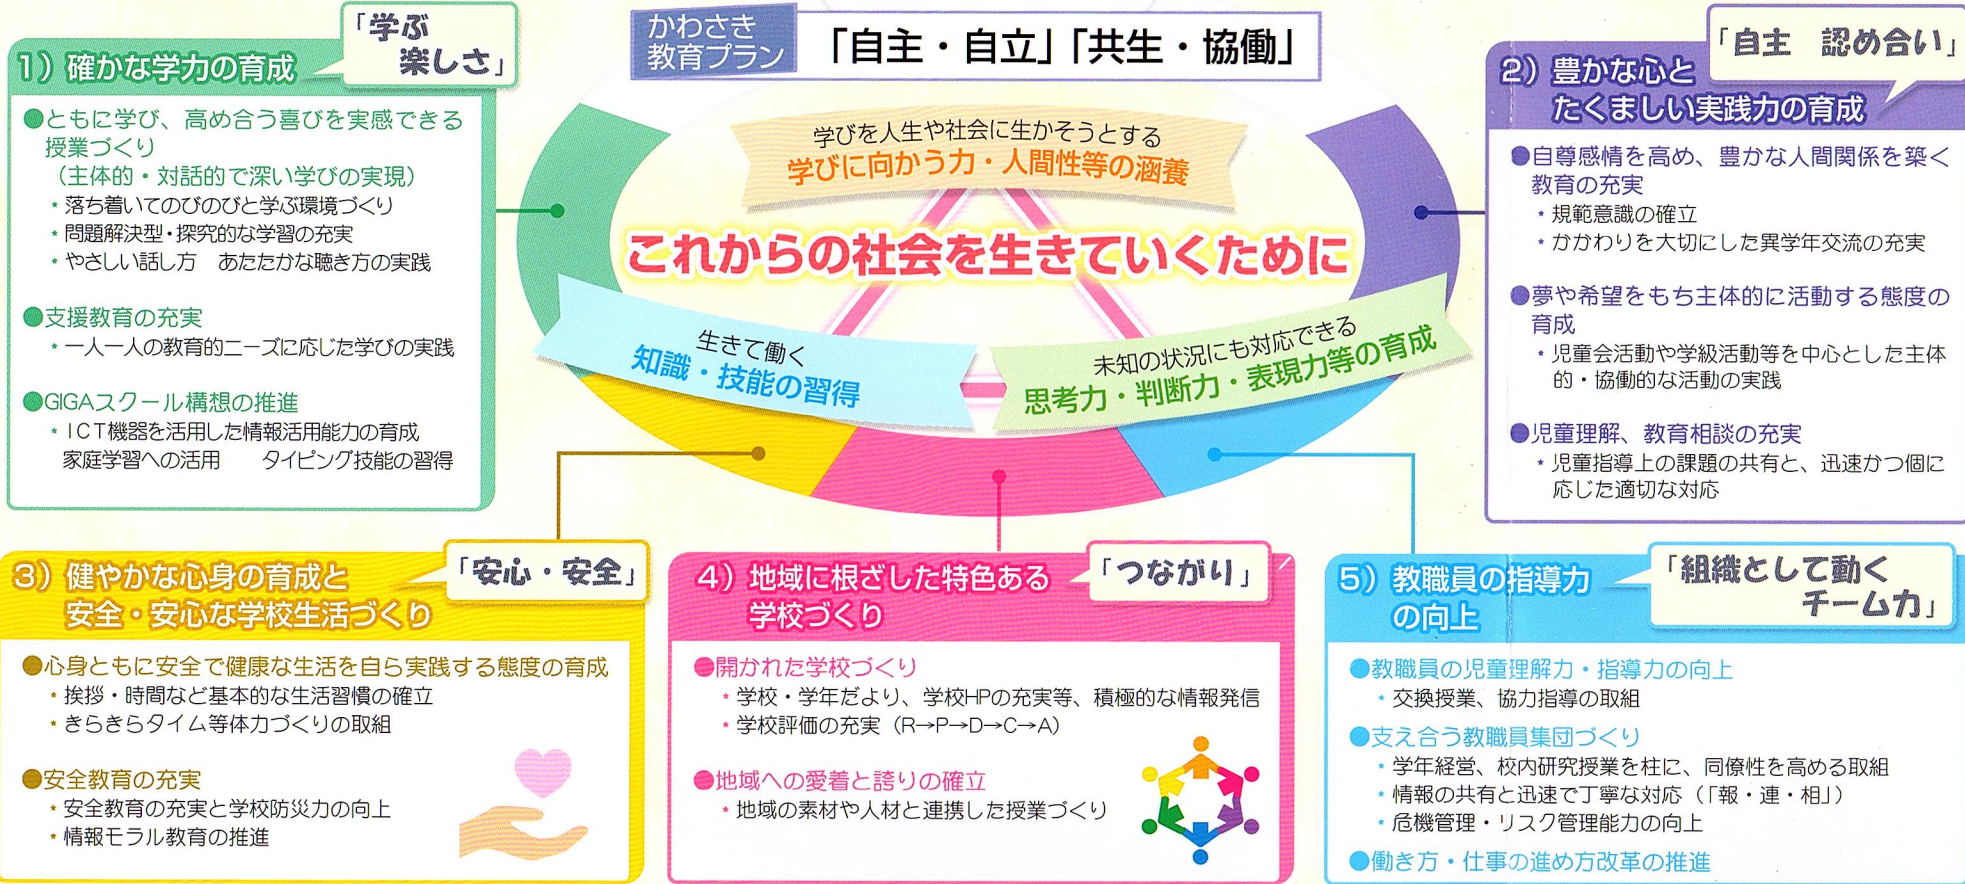 かわさき
教育プラン
「自主・自立」「共生・協働」
学びを人生や社会に生かそうとする
学びに向かう力・人間性等の涵養
これからの社会を生きていくために
生きて働く
知識・技能の習得
未知の状況にも対応できる
思考力・判断力・表現力等の育成
1）確かな学力の育成
「学ぶ
楽しさ」
●ともに学び、高め合う喜びを実感できる
授業づくり
（主体的・対話的で深い学びの実現）
・落ち着いてのびのびと学ぶ環境づくり
・問題解決型・探究的な学習の充実
・やさしい話し方　あたたかな聴き方の実践
●支援教育の充実
・一人一人の教育的ニーズに応じた学びの実践
●GIGAスクール構想の推進
・ICT機器を活用した情報活用能力の育成
家庭学習への活用　　タイピング技能の習得
2）豊かな心と
たくましい実践力の育成
「自主　認め合い」
●自尊感情を高め、豊かな人間関係を築く
教育の充実
・規範意識の確立
・かかわりを大切にした異学年交流の充実
●夢や希望をもち主体的に活動する態度の
育成
・児童会活動や学級活動等を中心とした主体
的・協働的な活動の実践
●児童理解、教育相談の充実
・児童指導上の課題の共有と、迅速かつ個に
応じた適切な対応
3）健やかな心身の育成と
安全・安心な学校生活づくり
「安心・安全」
●心身ともに安全で健康な生活を自ら実践する態度の育成
・挨拶・時間など基本的な生活習慣の確立
・きらきらタイム等体力づくりの取組
●安全教育の充実
・安全教育の充実と学校防災力の向上
・情報モラル教育の推進
4）地域に根ざした特色ある
学校づくり
「つながり」
●開かれた学校づくり
・学校・学年だより、学校HPの充実等、積極的な情報発信
・学校評価の充実（R→P→D→C→A）
●地域への愛着と誇りの確立
・地域の素材や人材と連携した授業づくり
5）教職員の指導力
の向上
「組織として動く
チーム力」
●教職員の児童理解力・指導力の向上
・交換授業、協力指導の取組
●支え合う教職員集団づくり
・学年経営、校内研究授業を柱に、同僚性を高める取組
・情報の共有と迅速で丁寧な対応（「報・連・相」）
・危機管理・リスク管理能力の向上
●働き方・仕事の進め方改革の推進